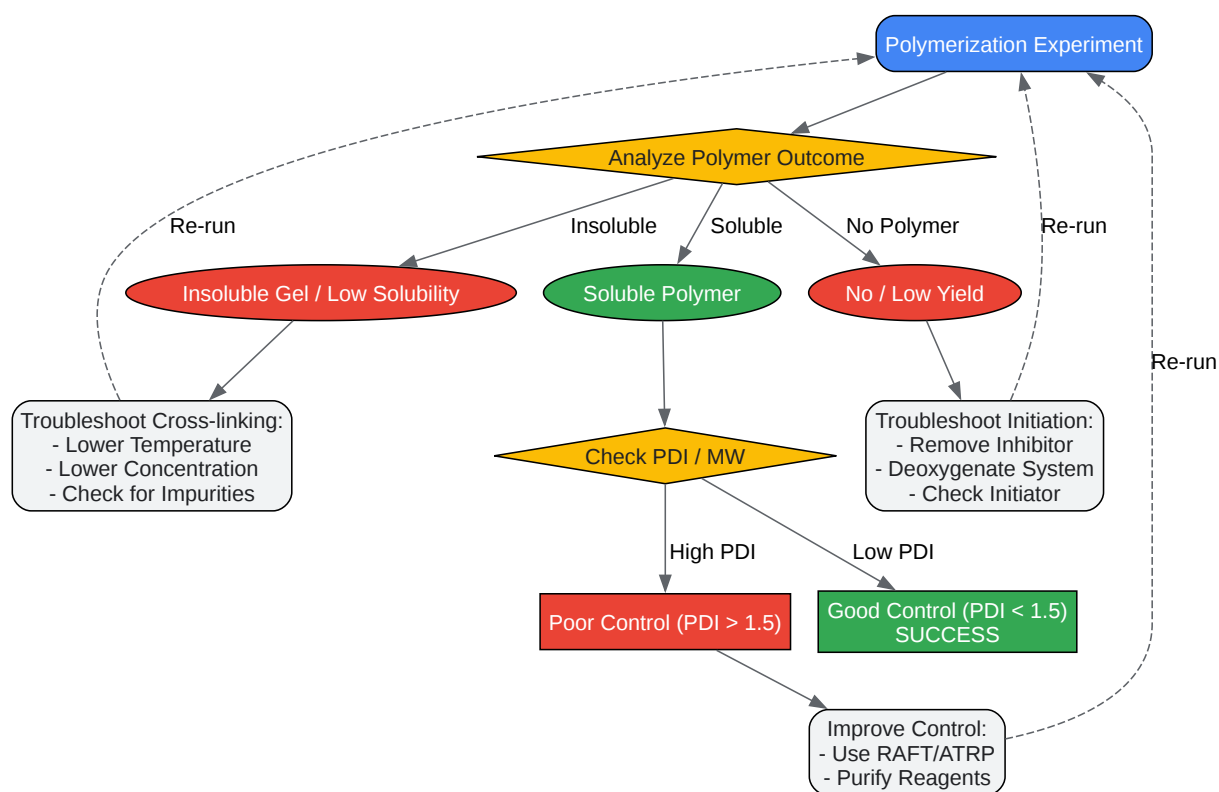 Polymerization Experiment
Analyze Polymer Outcome
Re-run
Insoluble
Soluble
No Polymer
Re-run
Insoluble Gel / Low Solubility
Soluble Polymer
No / Low Yield
Re-run
Troubleshoot Cross-linking:
- Lower Temperature
- Lower Concentration
- Check for Impurities
Check PDI / MW
Troubleshoot Initiation:
- Remove Inhibitor
- Deoxygenate System
- Check Initiator
High PDI
Low PDI
Poor Control (PDI > 1.5)
Good Control (PDI < 1.5)
SUCCESS
Improve Control:
- Use RAFT/ATRP
- Purify Reagents